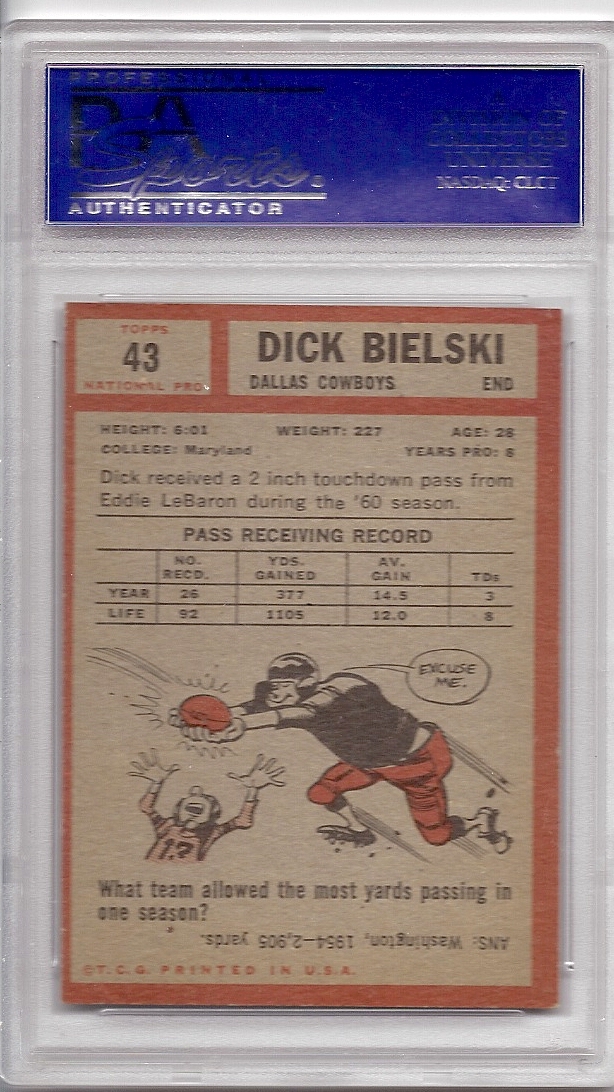 PROFESSIONAL
PSA
Sports
AUTHENTICATOR
A
DIVISION OF
COLLECTORS
UNIVERSE
NASDAQ: CLCT
TOPPS
43
NATIONAL PRO
DICK BIELSKI
DALLAS COWBOYS END
HEIGHT: 6:01 WEIGHT: 227 AGE: 28
COLLEGE: Maryland YEARS PRO: 8
Dick received a 2 inch touchdown pass from
Eddie LeBaron during the '60 season.
PASS RECEIVING RECORD
NO. RECD. YDS. GAINED AV. GAIN TDs
YEAR 26 377 14.5 3
LIFE 92 1105 12.0 8
EXCUSE
ME.
12
What team allowed the most yards passing in
one season?
ANS: Washington, 1954—2,905 yards.
©T.C.G. PRINTED IN U.S.A.